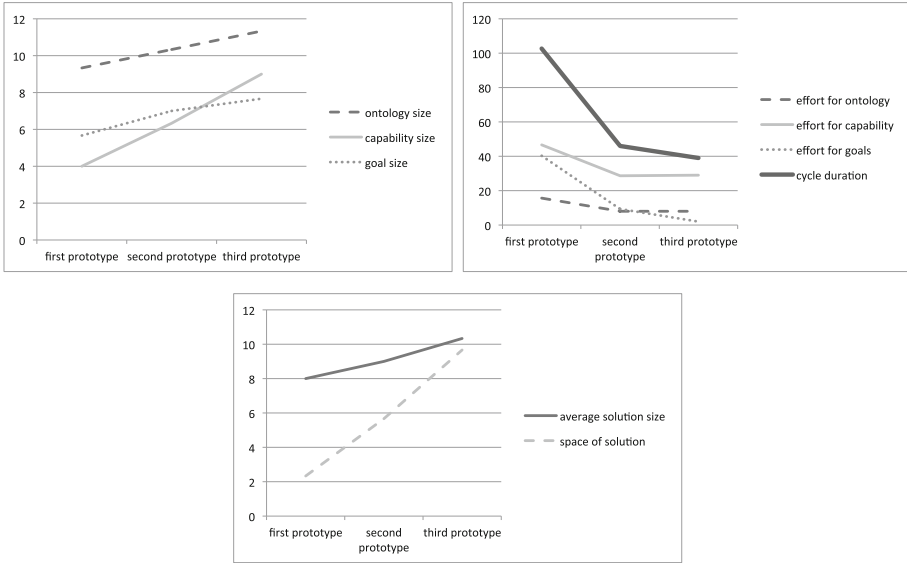 12
10
8
6
4
2
0
first prototype second prototype third prototype
ontology size
capability size
goal size
120
100
80
60
40
20
0
first prototype second prototype third prototype
effort for ontology
effort for capability
effort for goals
cycle duration
12
10
8
6
4
2
0
first prototype second prototype third prototype
average solution size
space of solution